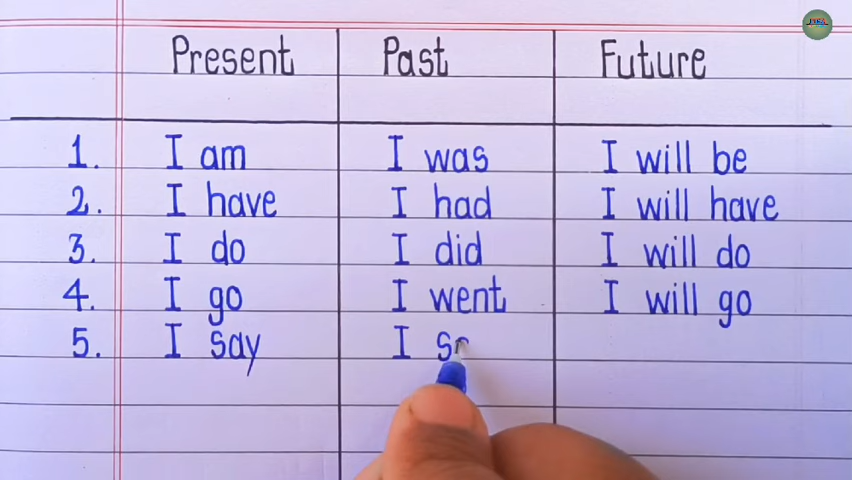 Present Past Future
1. I am I was I will be
2. I have I had I will have
3. I do I did I will do
4. I go I went I will go
5. I say I